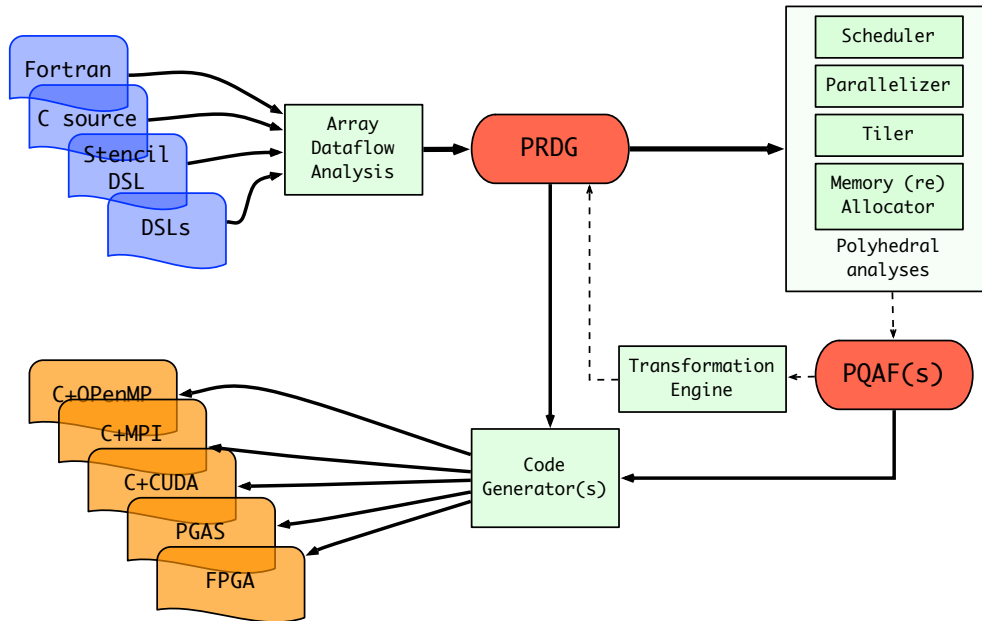 Fortran
C source
Stencil
DSL
DSLs
Array
Dataflow
Analysis
PRDG
Scheduler
Parallelizer
Tiler
Memory (re)
Allocator
Polyhedral
analyses
PQAF(s)
Transformation
Engine
Code
Generator(s)
C+OPenMP
C+MPI
C+CUDA
PGAS
FPGA